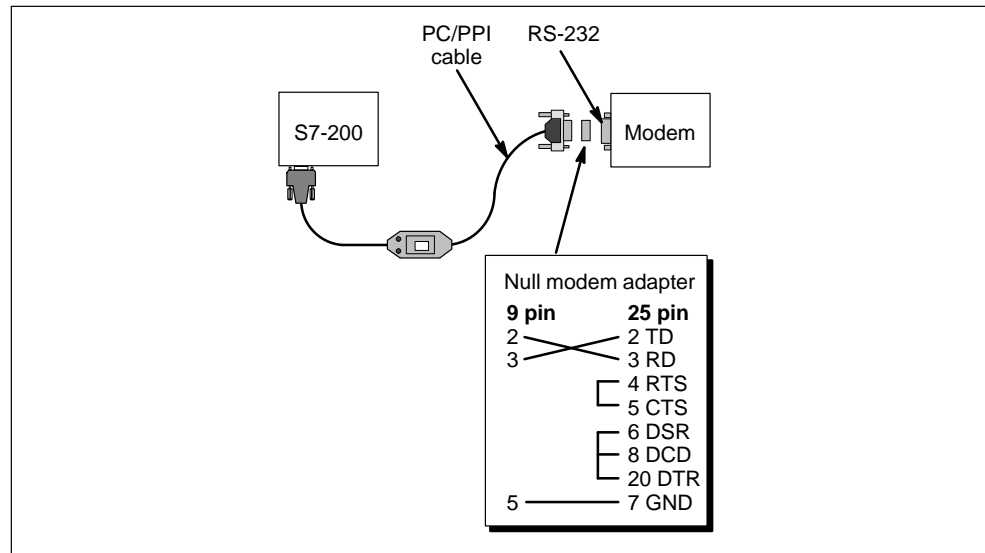 PC/PPI
cable
RS-232
S7-200
Modem
Null modem adapter
9 pin 25 pin
2 2 TD
3 3 RD
4 RTS
5 CTS
6 DSR
8 DCD
20 DTR
5 7 GND